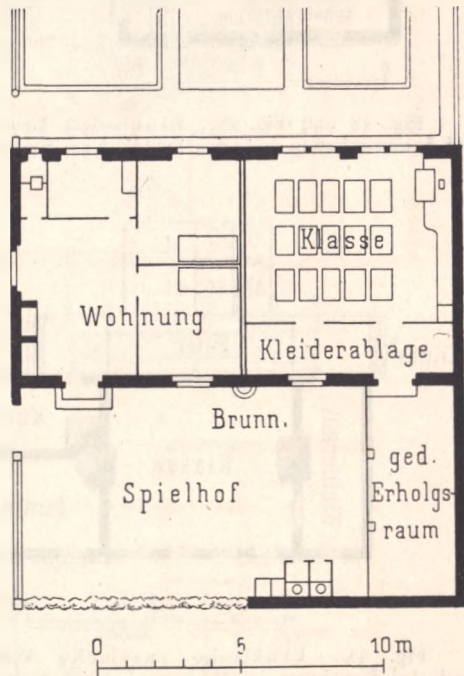 Klasse
Wohnung
Kleiderablage
Brunn.
ged.
Spielhof
Erholgs-
raum
0 5 10 m